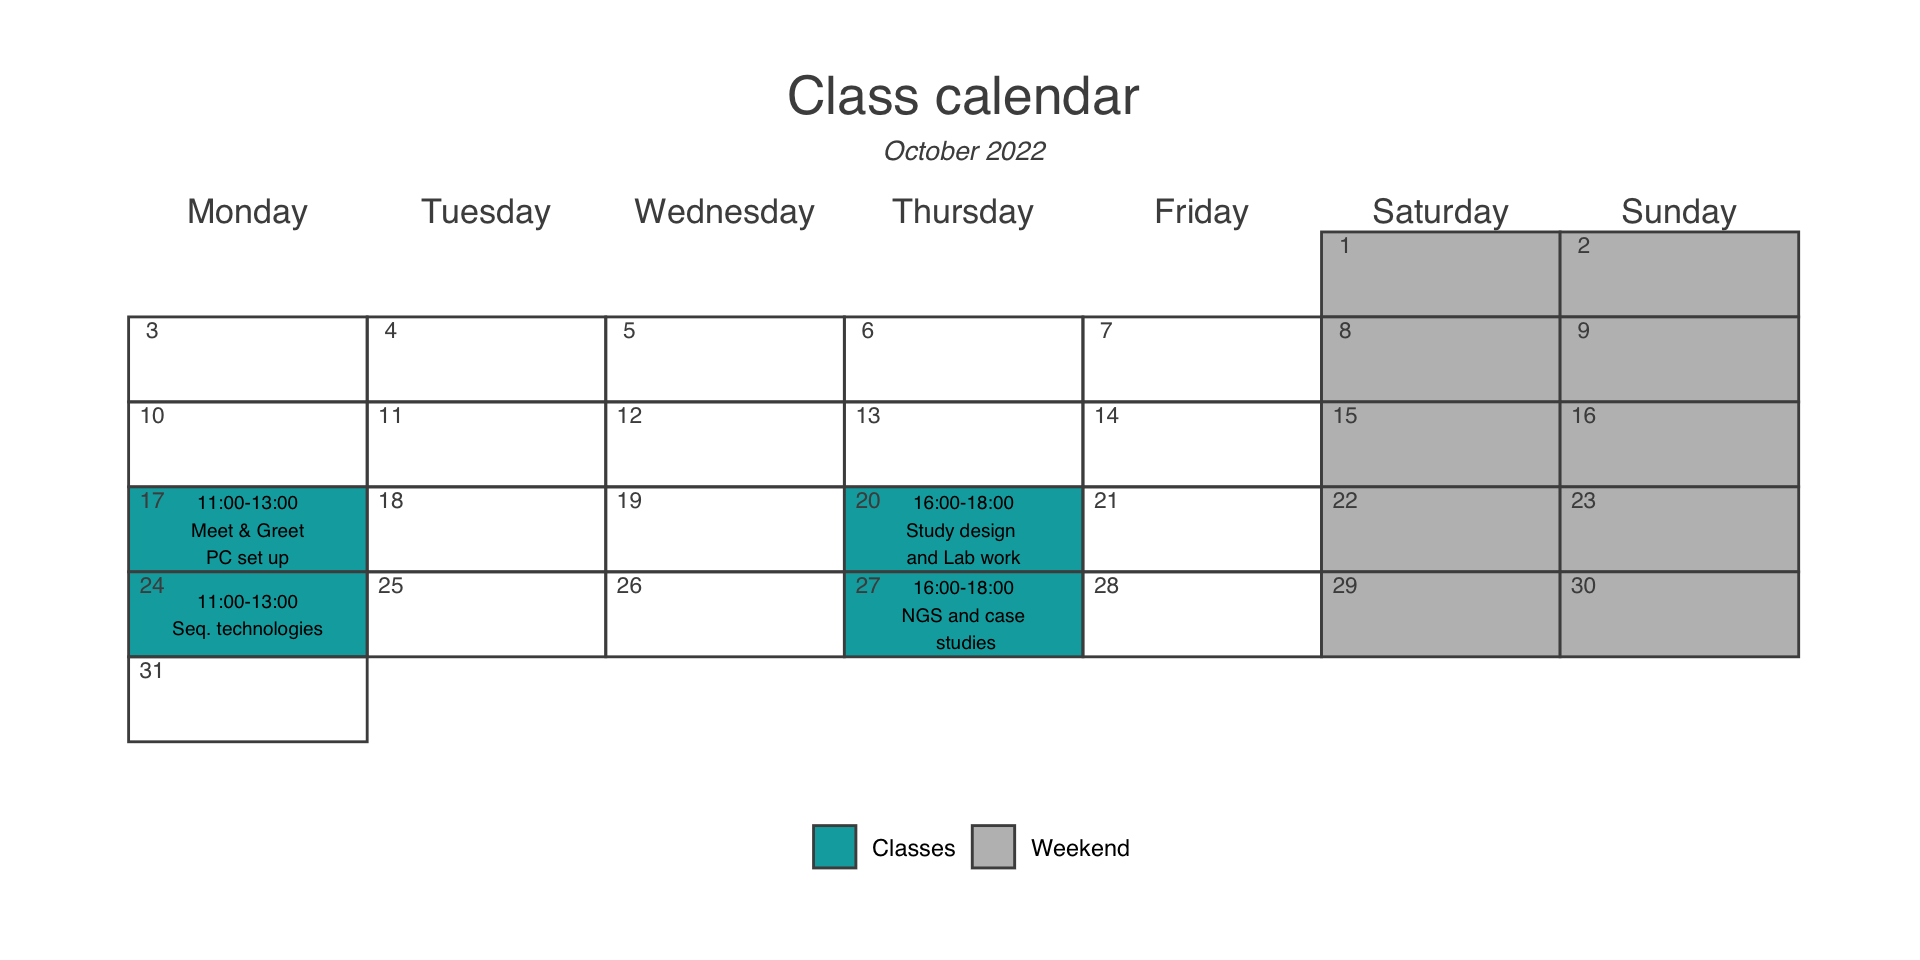 Class calendar
October 2022
Monday Tuesday Wednesday Thursday Friday Saturday Sunday
1 2
3 4 5 6 7 8 9
10 11 12 13 14 15 16
17 11:00-13:00
Meet & Greet
PC set up
18 19
20 16:00-18:00
Study design
and Lab work
21 22 23
24 11:00-13:00
Seq. technologies
25 26
27 16:00-18:00
NGS and case
studies
28 29 30
31
Classes Weekend